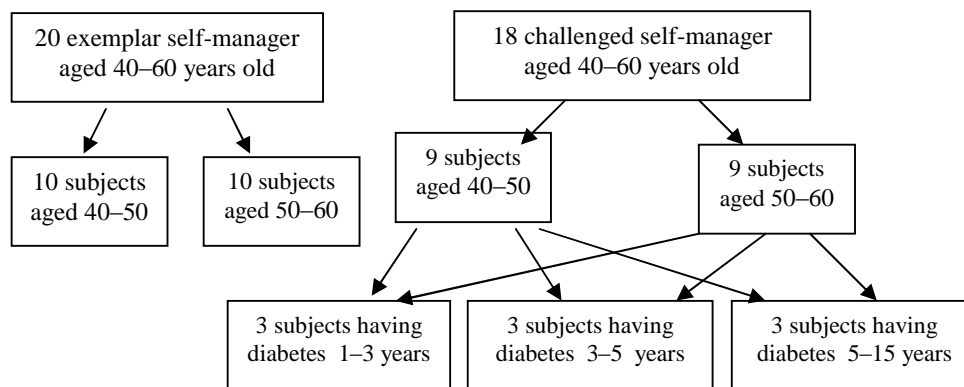 20 exemplar self-manager
aged 40–60 years old
18 challenged self-manager
aged 40–60 years old
10 subjects
aged 40–50
10 subjects
aged 50–60
9 subjects
aged 40–50
9 subjects
aged 50–60
3 subjects having
diabetes 1–3 years
3 subjects having
diabetes 3–5 years
3 subjects having
diabetes 5–15 years